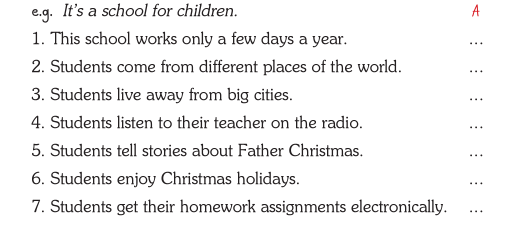 e.g. It's a school for children. A
1. This school works only a few days a year. ...
2. Students come from different places of the world. ...
3. Students live away from big cities. ...
4. Students listen to their teacher on the radio. ...
5. Students tell stories about Father Christmas. ...
6. Students enjoy Christmas holidays. ...
7. Students get their homework assignments electronically. ...